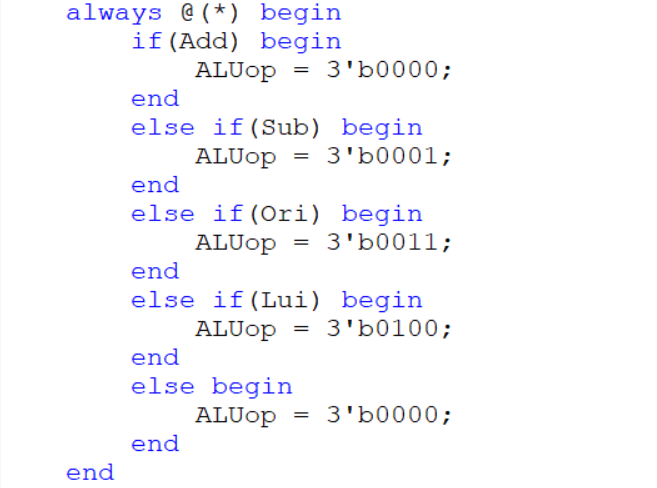 always @(*) begin
if(Add) begin
ALUop = 3'b0000;
end
else if(Sub) begin
ALUop = 3'b0001;
end
else if(Ori) begin
ALUop = 3'b0011;
end
else if(Lui) begin
ALUop = 3'b0100;
end
else begin
ALUop = 3'b0000;
end
end